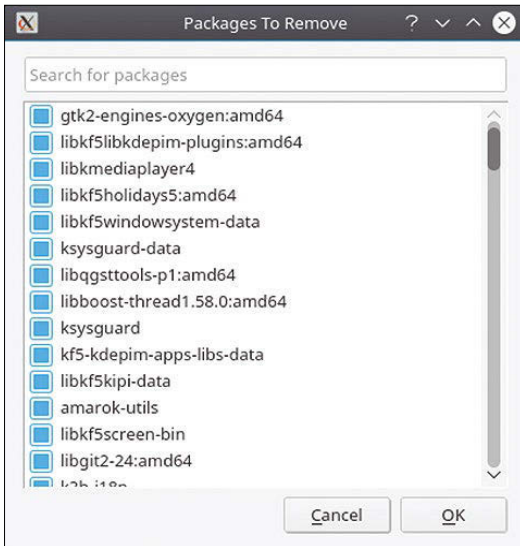 Packages To Remove
Search for packages
gtk2-engines-oxygen:amd64
libkf5libkdepim-plugins:amd64
libkmediaplayer4
libkf5holidays5:amd64
libkf5windowsystem-data
ksysguard-data
libqgsttools-p1:amd64
libboost-thread1.58.0:amd64
ksysguard
kf5-kdepim-apps-libs-data
libkf5kipi-data
amarok-utils
libkf5screen-bin
libgit2-24:amd64
k3b-i18n
Cancel OK